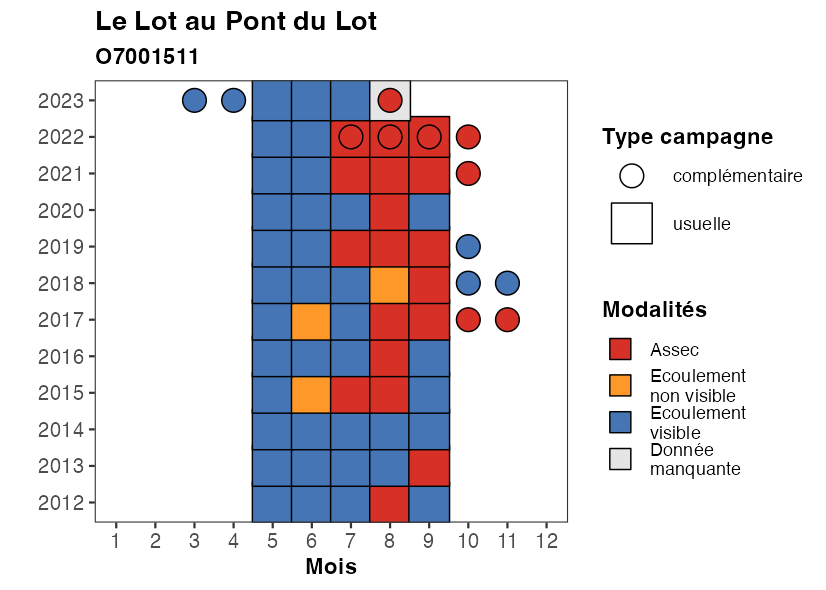 Le Lot au Pont du Lot
O7001511
2023
2022
2021
2020
2019
2018
2017
2016
2015
2014
2013
2012
1 2 3 4 5 6 7 8 9 10 11 12
Mois
Type campagne
complémentaire
usuelle
Modalités
Assec
Ecoulement
non visible
Ecoulement
visible
Donnée
manquante